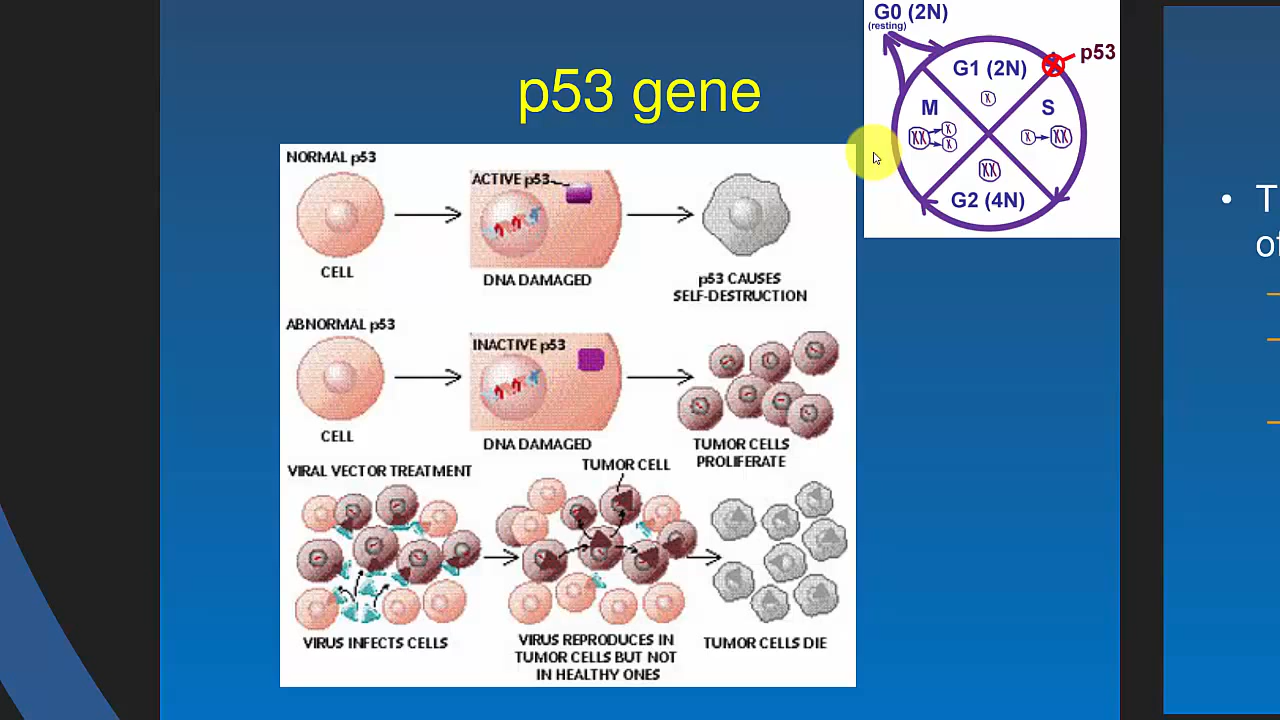 G0 (2N)
(resting)
p53
G1 (2N)
M
S
G2 (4N)
p53 gene
NORMAL p53
ACTIVE p53
CELL
DNA DAMAGED
p53 CAUSES
SELF-DESTRUCTION
ABNORMAL p53
INACTIVE p53
CELL
DNA DAMAGED
TUMOR CELLS
PROLIFERATE
VIRAL VECTOR TREATMENT
TUMOR CELL
VIRUS INFECTS CELLS
VIRUS REPRODUCES IN
TUMOR CELLS BUT NOT
IN HEALTHY ONES
TUMOR CELLS DIE
• T